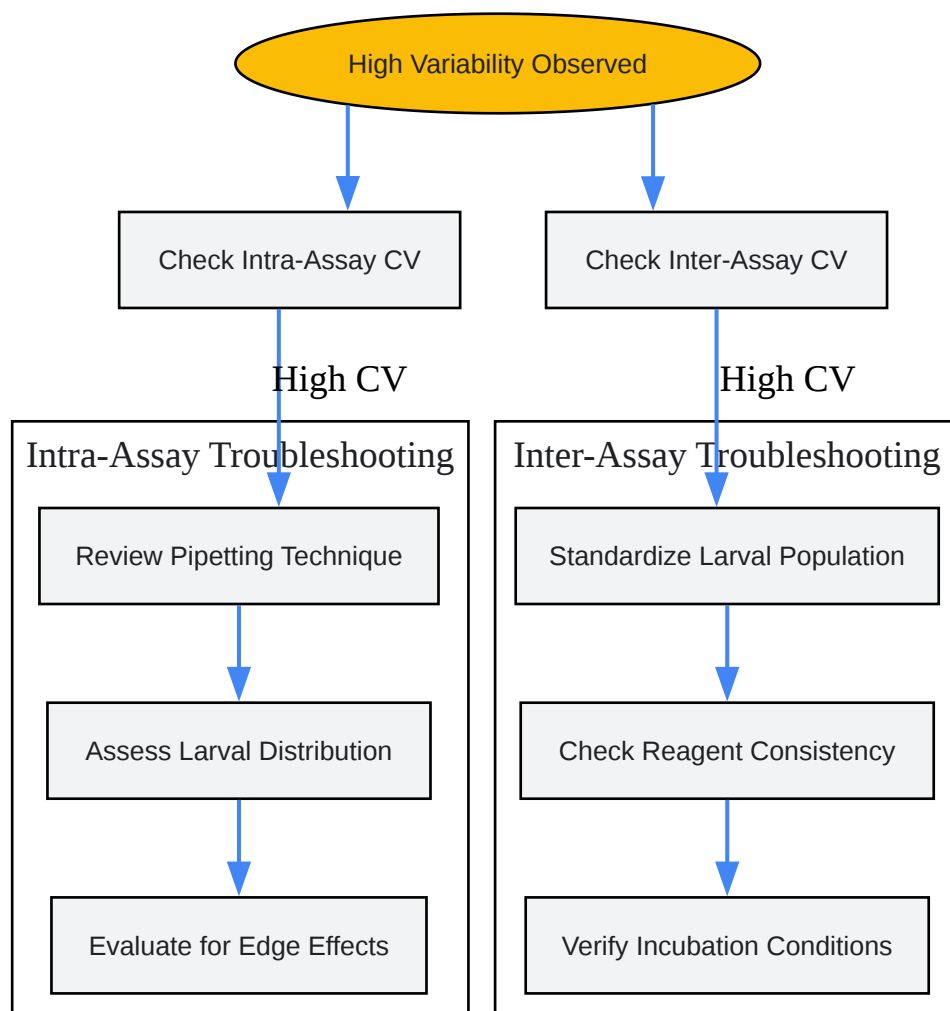 High Variability Observed
Check Intra-Assay CV
Check Inter-Assay CV
High CV
High CV
Intra-Assay Troubleshooting
Inter-Assay Troubleshooting
Review Pipetting Technique
Standardize Larval Population
Assess Larval Distribution
Check Reagent Consistency
Evaluate for Edge Effects
Verify Incubation Conditions